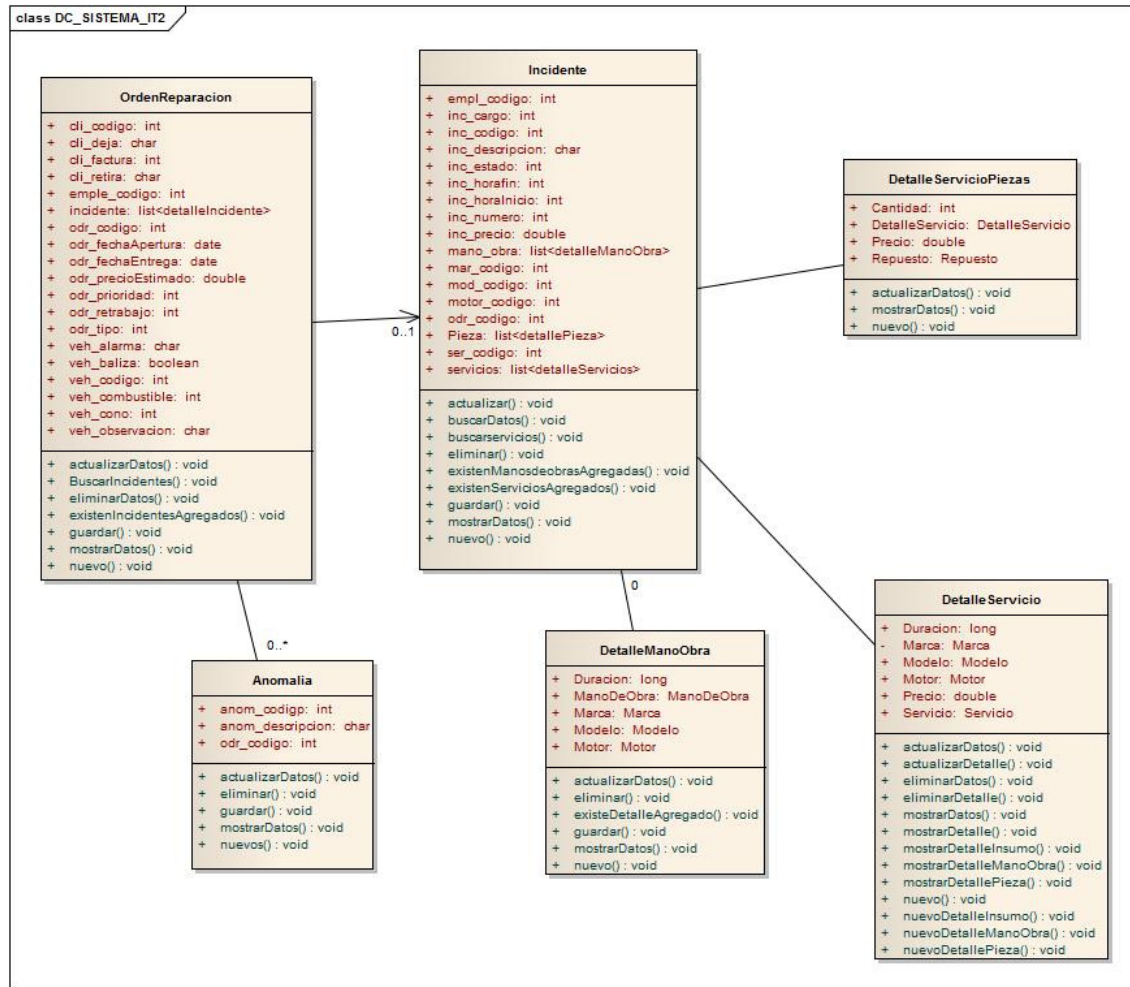 class DC_SISTEMA_IT2
OrdenReparacion
+ cli_codigo: int
+ cli_deja: char
+ cli_factura: int
+ cli_retira: char
+ emple_codigo: int
+ incidente: list<detalleIncidente>
+ odr_codigo: int
+ odr_fechaApertura: date
+ odr_fechaEntrega: date
+ odr_precioEstimado: double
+ odr_prioridad: int
+ odr_retrabajo: int
+ odr_tipo: int
+ veh_alarma: char
+ veh_baliza: boolean
+ veh_codigo: int
+ veh_combustible: int
+ veh_cono: int
+ veh_observacion: char
+ actualizarDatos() : void
+ BuscarIncidentes() : void
+ eliminarDatos() : void
+ existenIncidentesAgregados() : void
+ guardar() : void
+ mostrarDatos() : void
+ nuevo() : void
0..1
Incidente
+ empl_codigo: int
+ inc_cargo: int
+ inc_codigo: int
+ inc_descripcion: char
+ inc_estado: int
+ inc_horafin: int
+ inc_horaInicio: int
+ inc_numero: int
+ inc_precio: double
+ mano_obra: list<detalleManoObra>
+ mar_codigo: int
+ mod_codigo: int
+ motor_codigo: int
+ odr_codigo: int
+ Pieza: list<detallePieza>
+ ser_codigo: int
+ servicios: list<detalleServicios>
+ actualizar() : void
+ buscarDatos() : void
+ buscarservicios() : void
+ eliminar() : void
+ existenManosdeobrasAgregadas() : void
+ existenServiciosAgregados() : void
+ guardar() : void
+ mostrarDatos() : void
+ nuevo() : void
DetalleServicioPiezas
+ Cantidad: int
+ DetalleServicio: DetalleServicio
+ Precio: double
+ Repuesto: Repuesto
+ actualizarDatos() : void
+ mostrarDatos() : void
+ nuevo() : void
0..*
Anomalia
+ anom_codigp: int
+ anom_descripcion: char
+ odr_codigo: int
+ actualizarDatos() : void
+ eliminar() : void
+ guardar() : void
+ mostrarDatos() : void
+ nuevos() : void
0
DetalleManoObra
+ Duracion: long
+ ManoDeObra: ManoDeObra
+ Marca: Marca
+ Modelo: Modelo
+ Motor: Motor
+ actualizarDatos() : void
+ eliminar() : void
+ existeDetalleAgregado() : void
+ guardar() : void
+ mostrarDatos() : void
+ nuevo() : void
DetalleServicio
+ Duracion: long
- Marca: Marca
+ Modelo: Modelo
+ Motor: Motor
+ Precio: double
+ Servicio: Servicio
+ actualizarDatos() : void
+ actualizarDetalle() : void
+ eliminarDatos() : void
+ eliminarDetalle() : void
+ mostrarDatos() : void
+ mostrarDetalle() : void
+ mostrarDetalleInsumo() : void
+ mostrarDetalleManoObra() : void
+ mostrarDetallePieza() : void
+ nuevo() : void
+ nuevoDetalleInsumo() : void
+ nuevoDetalleManoObra() : void
+ nuevoDetallePieza() : void